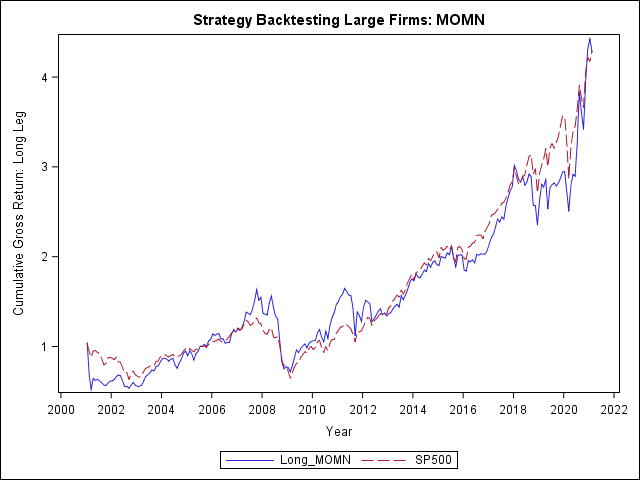 Strategy Backtesting Large Firms: MOMN
Cumulative Gross Return: Long Leg
4
3
2
1
2000 2002 2004 2006 2008 2010 2012 2014 2016 2018 2020 2022
Year
Long_MOMN SP500